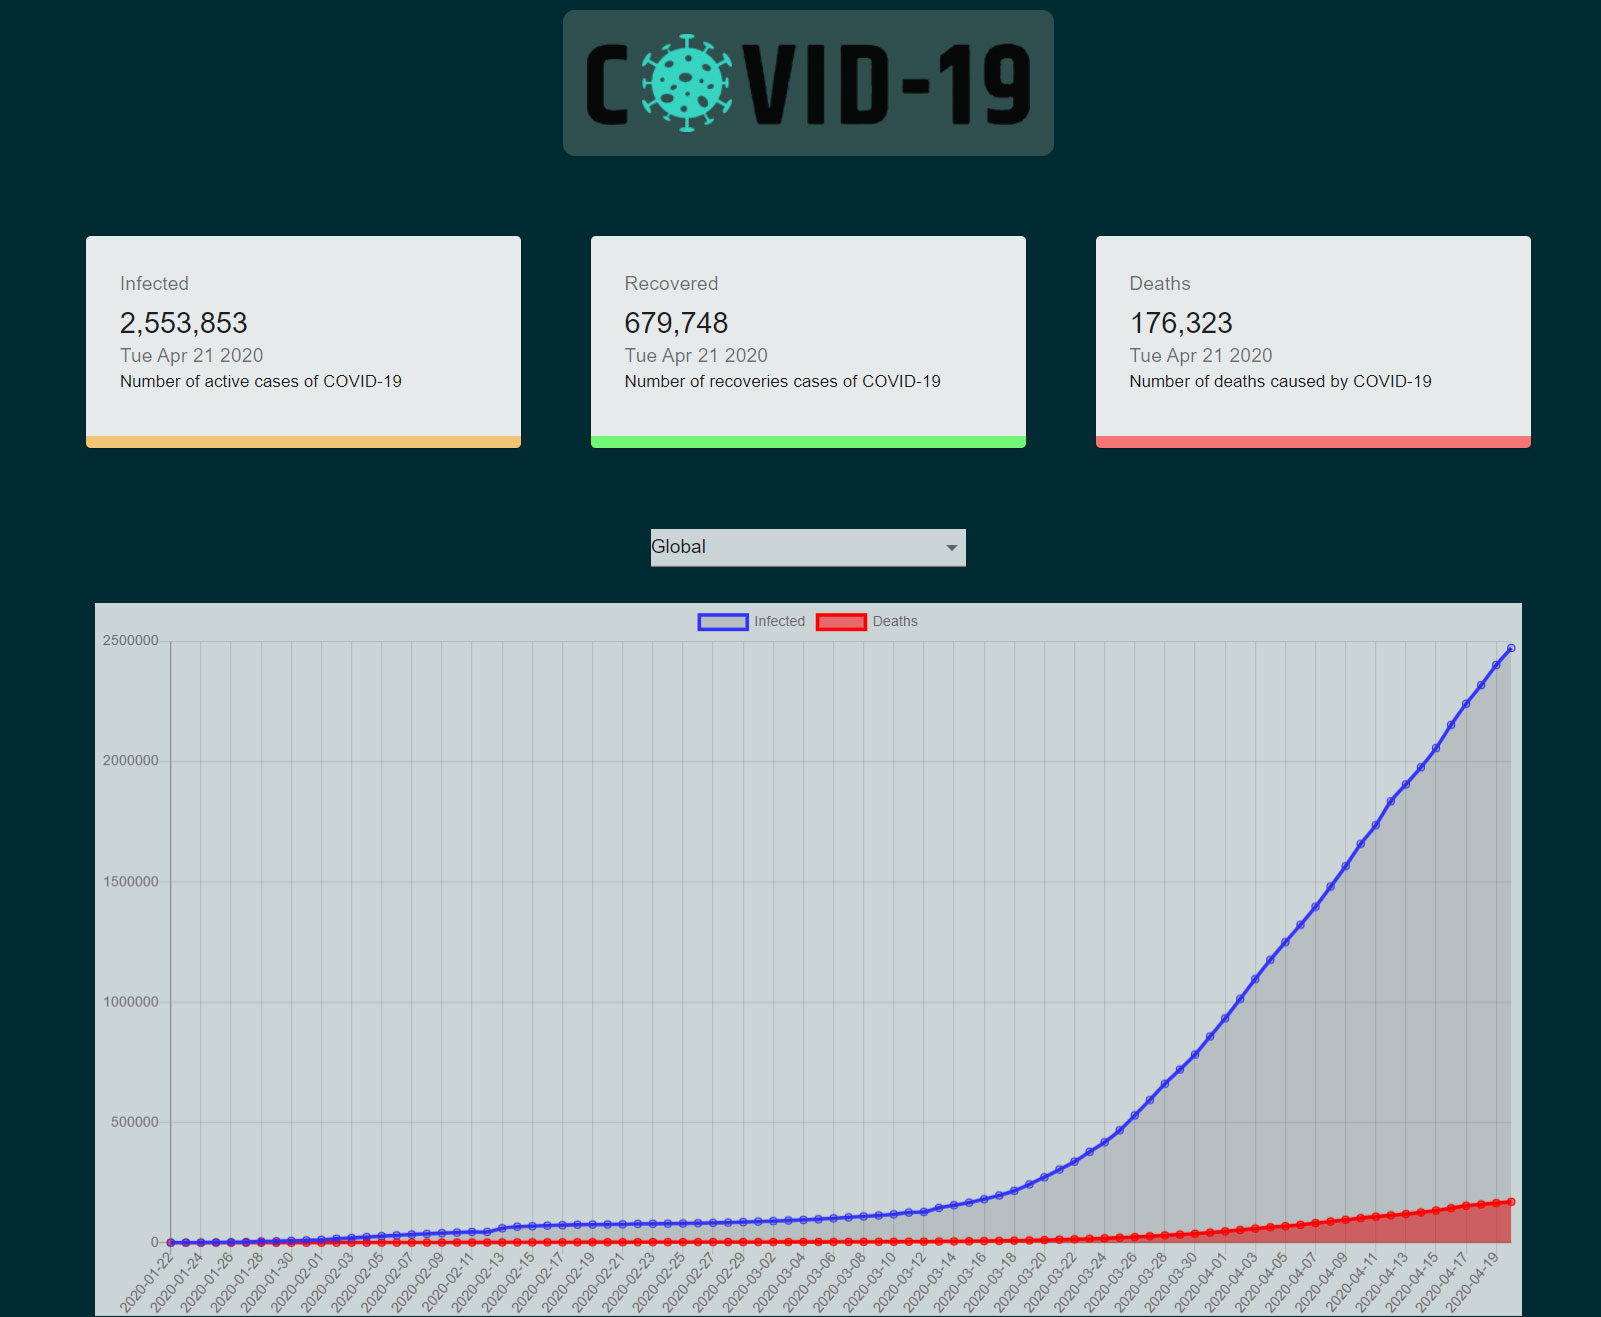 COVID-19
Infected
2,553,853
Tue Apr 21 2020
Number of active cases of COVID-19
Recovered
679,748
Tue Apr 21 2020
Number of recoveries cases of COVID-19
Deaths
176,323
Tue Apr 21 2020
Number of deaths caused by COVID-19
Global
Infected Deaths
2500000
2000000
1500000
1000000
500000
0
2020-01-22 2020-01-24 2020-01-26 2020-01-28 2020-01-30 2020-02-01 2020-02-03 2020-02-05 2020-02-07 2020-02-09 2020-02-11 2020-02-13 2020-02-15 2020-02-17 2020-02-19 2020-02-21 2020-02-23 2020-02-25 2020-02-27 2020-02-29 2020-03-02 2020-03-04 2020-03-06 2020-03-08 2020-03-10 2020-03-12 2020-03-14 2020-03-16 2020-03-18 2020-03-20 2020-03-22 2020-03-24 2020-03-26 2020-03-28 2020-03-30 2020-04-01 2020-04-03 2020-04-05 2020-04-07 2020-04-09 2020-04-11 2020-04-13 2020-04-15 2020-04-17 2020-04-19